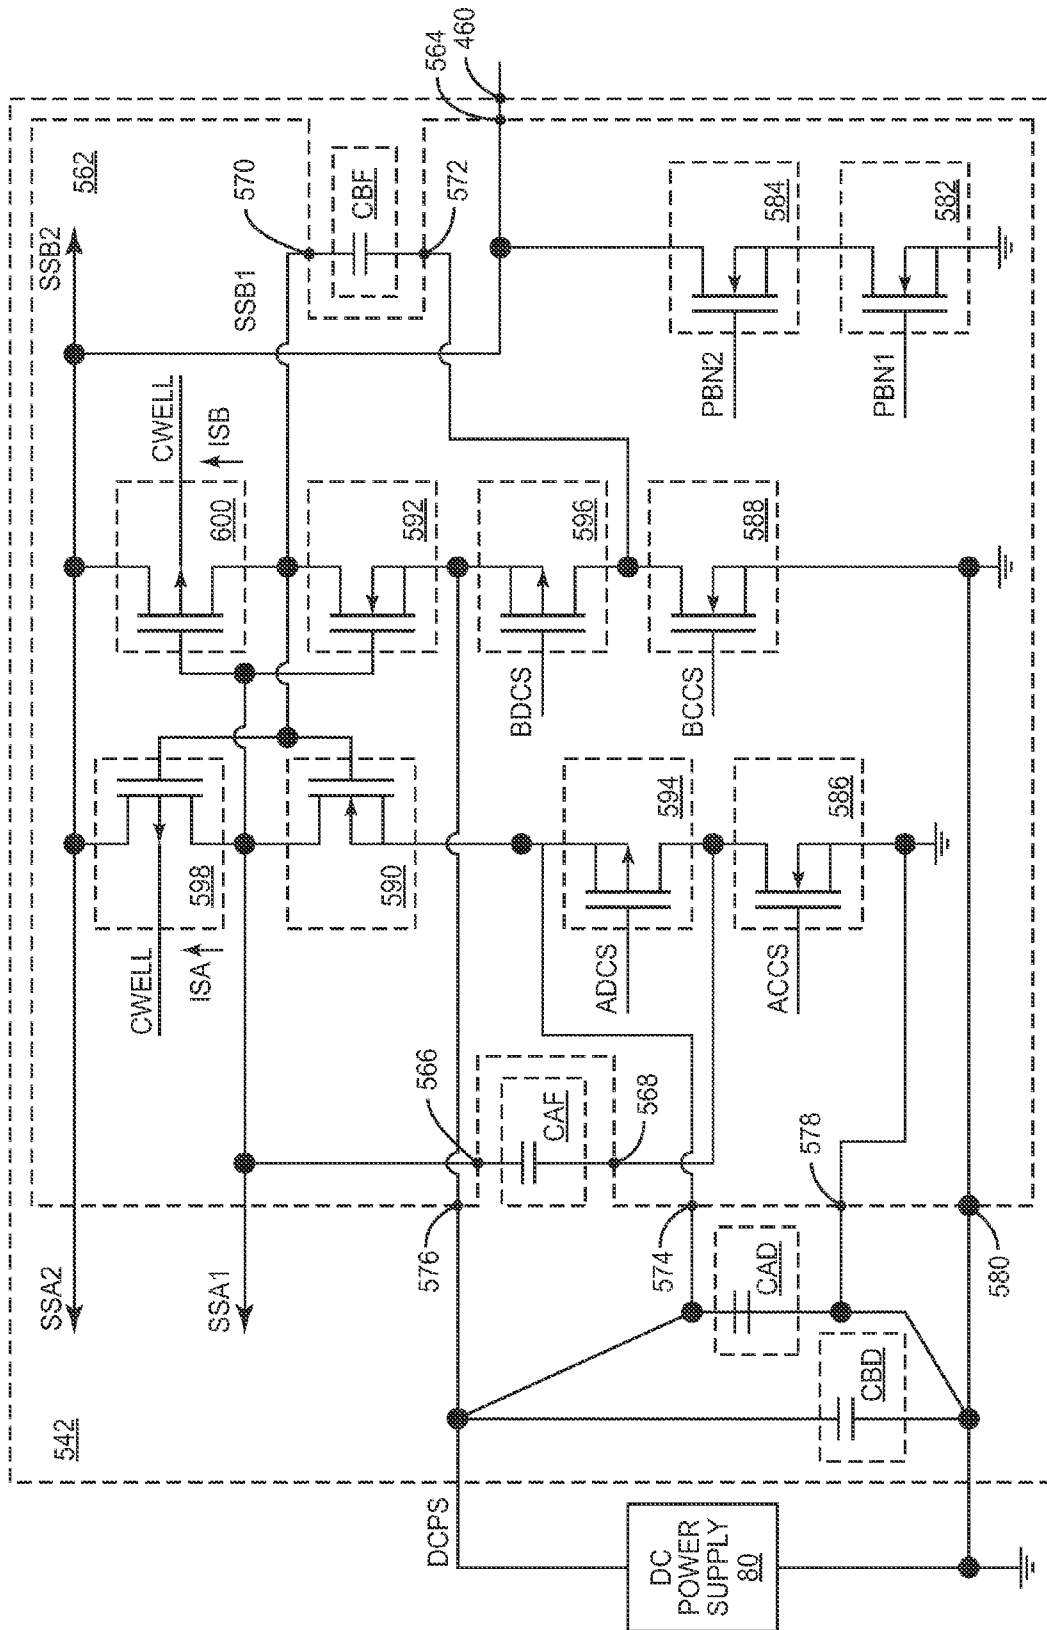 542
SSA2
SSA1
DCPS
DC
POWER
SUPPLY
80
CBD
CAD
576
574
578
580
566
568
CAF
CWELL
ISA
598
590
ADCS
594
ACCS
586
CWELL
ISB
600
592
BDCS
596
BCCS
588
SSB2
562
SSB1
570
CBF
572
564
460
PBN2
584
PBN1
582